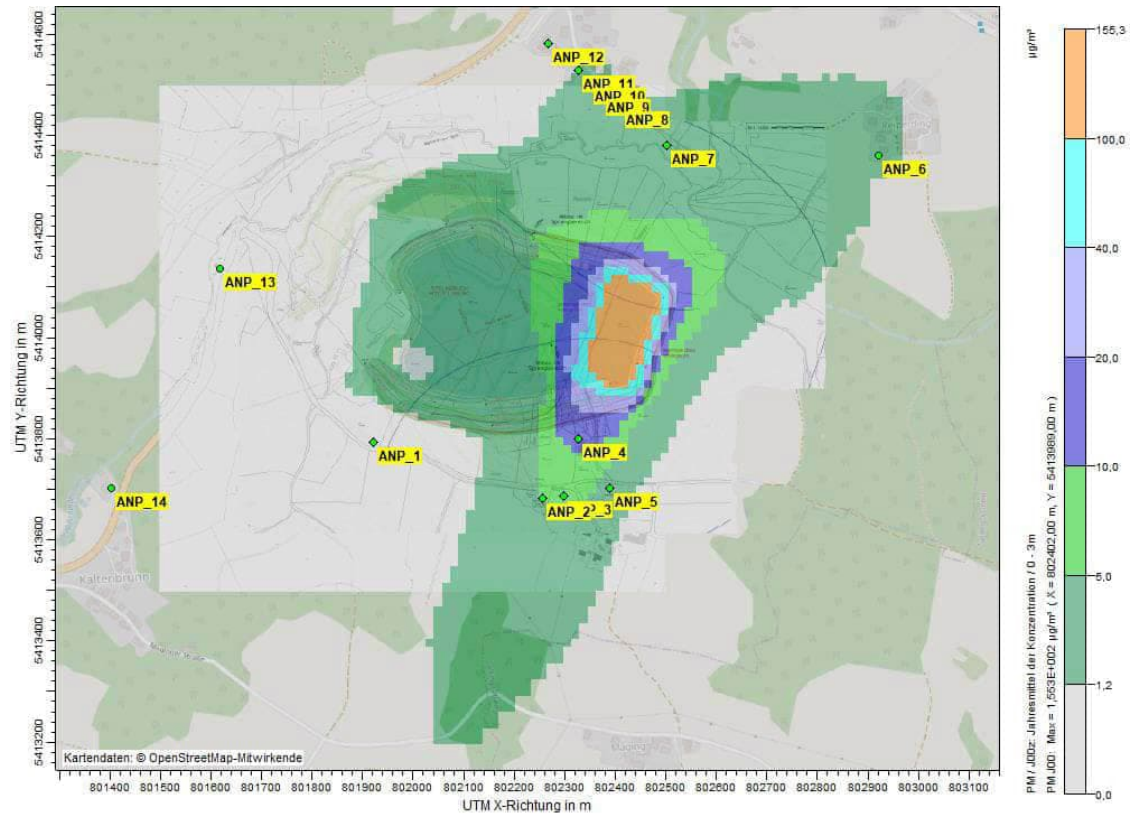 µg/m³
155,3
100,0
40,0
20,0
10,0
5,0
1,2
0,0
PM / J00z: Jahresmittel der Konzentration / 0 - 3m
PM J00: Max = 1,553E+002 µg/m³ ( X = 802402,00 m, Y = 5413989,00 m )
UTM Y-Richtung in m
5414600
5414400
5414200
5414000
5413800
5413600
5413400
5413200
ANP_12
ANP_11
ANP_10
ANP_9
ANP_8
ANP_7
ANP_6
ANP_13
ANP_4
ANP_1
ANP_5
ANP_14
ANP_2
_3
Kaltenbrunn
Kartendaten: © OpenStreetMap-Mitwirkende
801400 801500 801600 801700 801800 801900 802000 802100 802200 802300 802400 802500 802600 802700 802800 802900 803000 803100
UTM X-Richtung in m